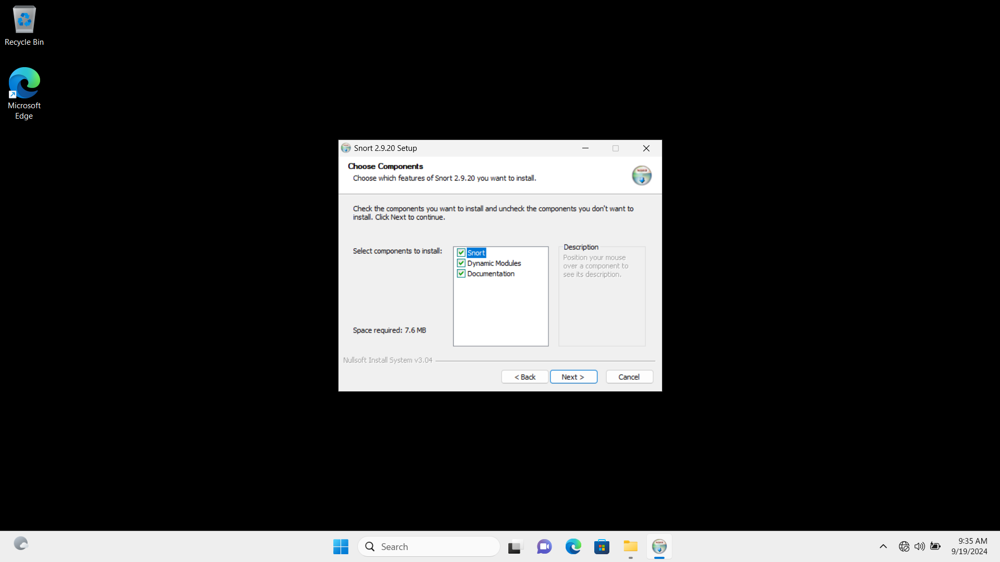 Recycle Bin
Microsoft
Edge
Snort 2.9.20 Setup
Choose Components
Choose which features of Snort 2.9.20 you want to install.
Check the components you want to install and uncheck the components you don't want to
install. Click Next to continue.
Select components to install:
Snort
Dynamic Modules
Documentation
Description
Position your mouse
over a component to
see its description.
Space required: 7.6 MB
Nullsoft Install System v3.04
< Back
Next >
Cancel
Search
9:35 AM
9/19/2024